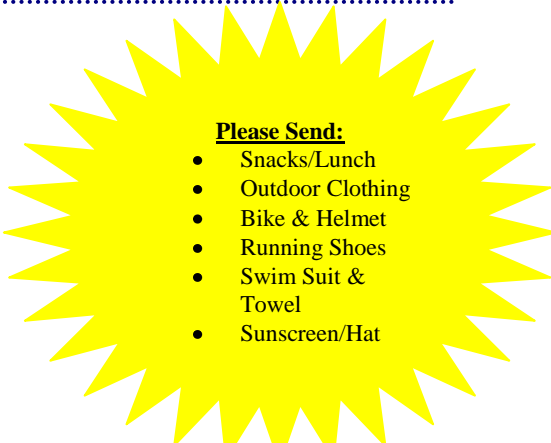 Please Send:
• Snacks/Lunch
• Outdoor Clothing
• Bike & Helmet
• Running Shoes
• Swim Suit &
Towel
• Sunscreen/Hat